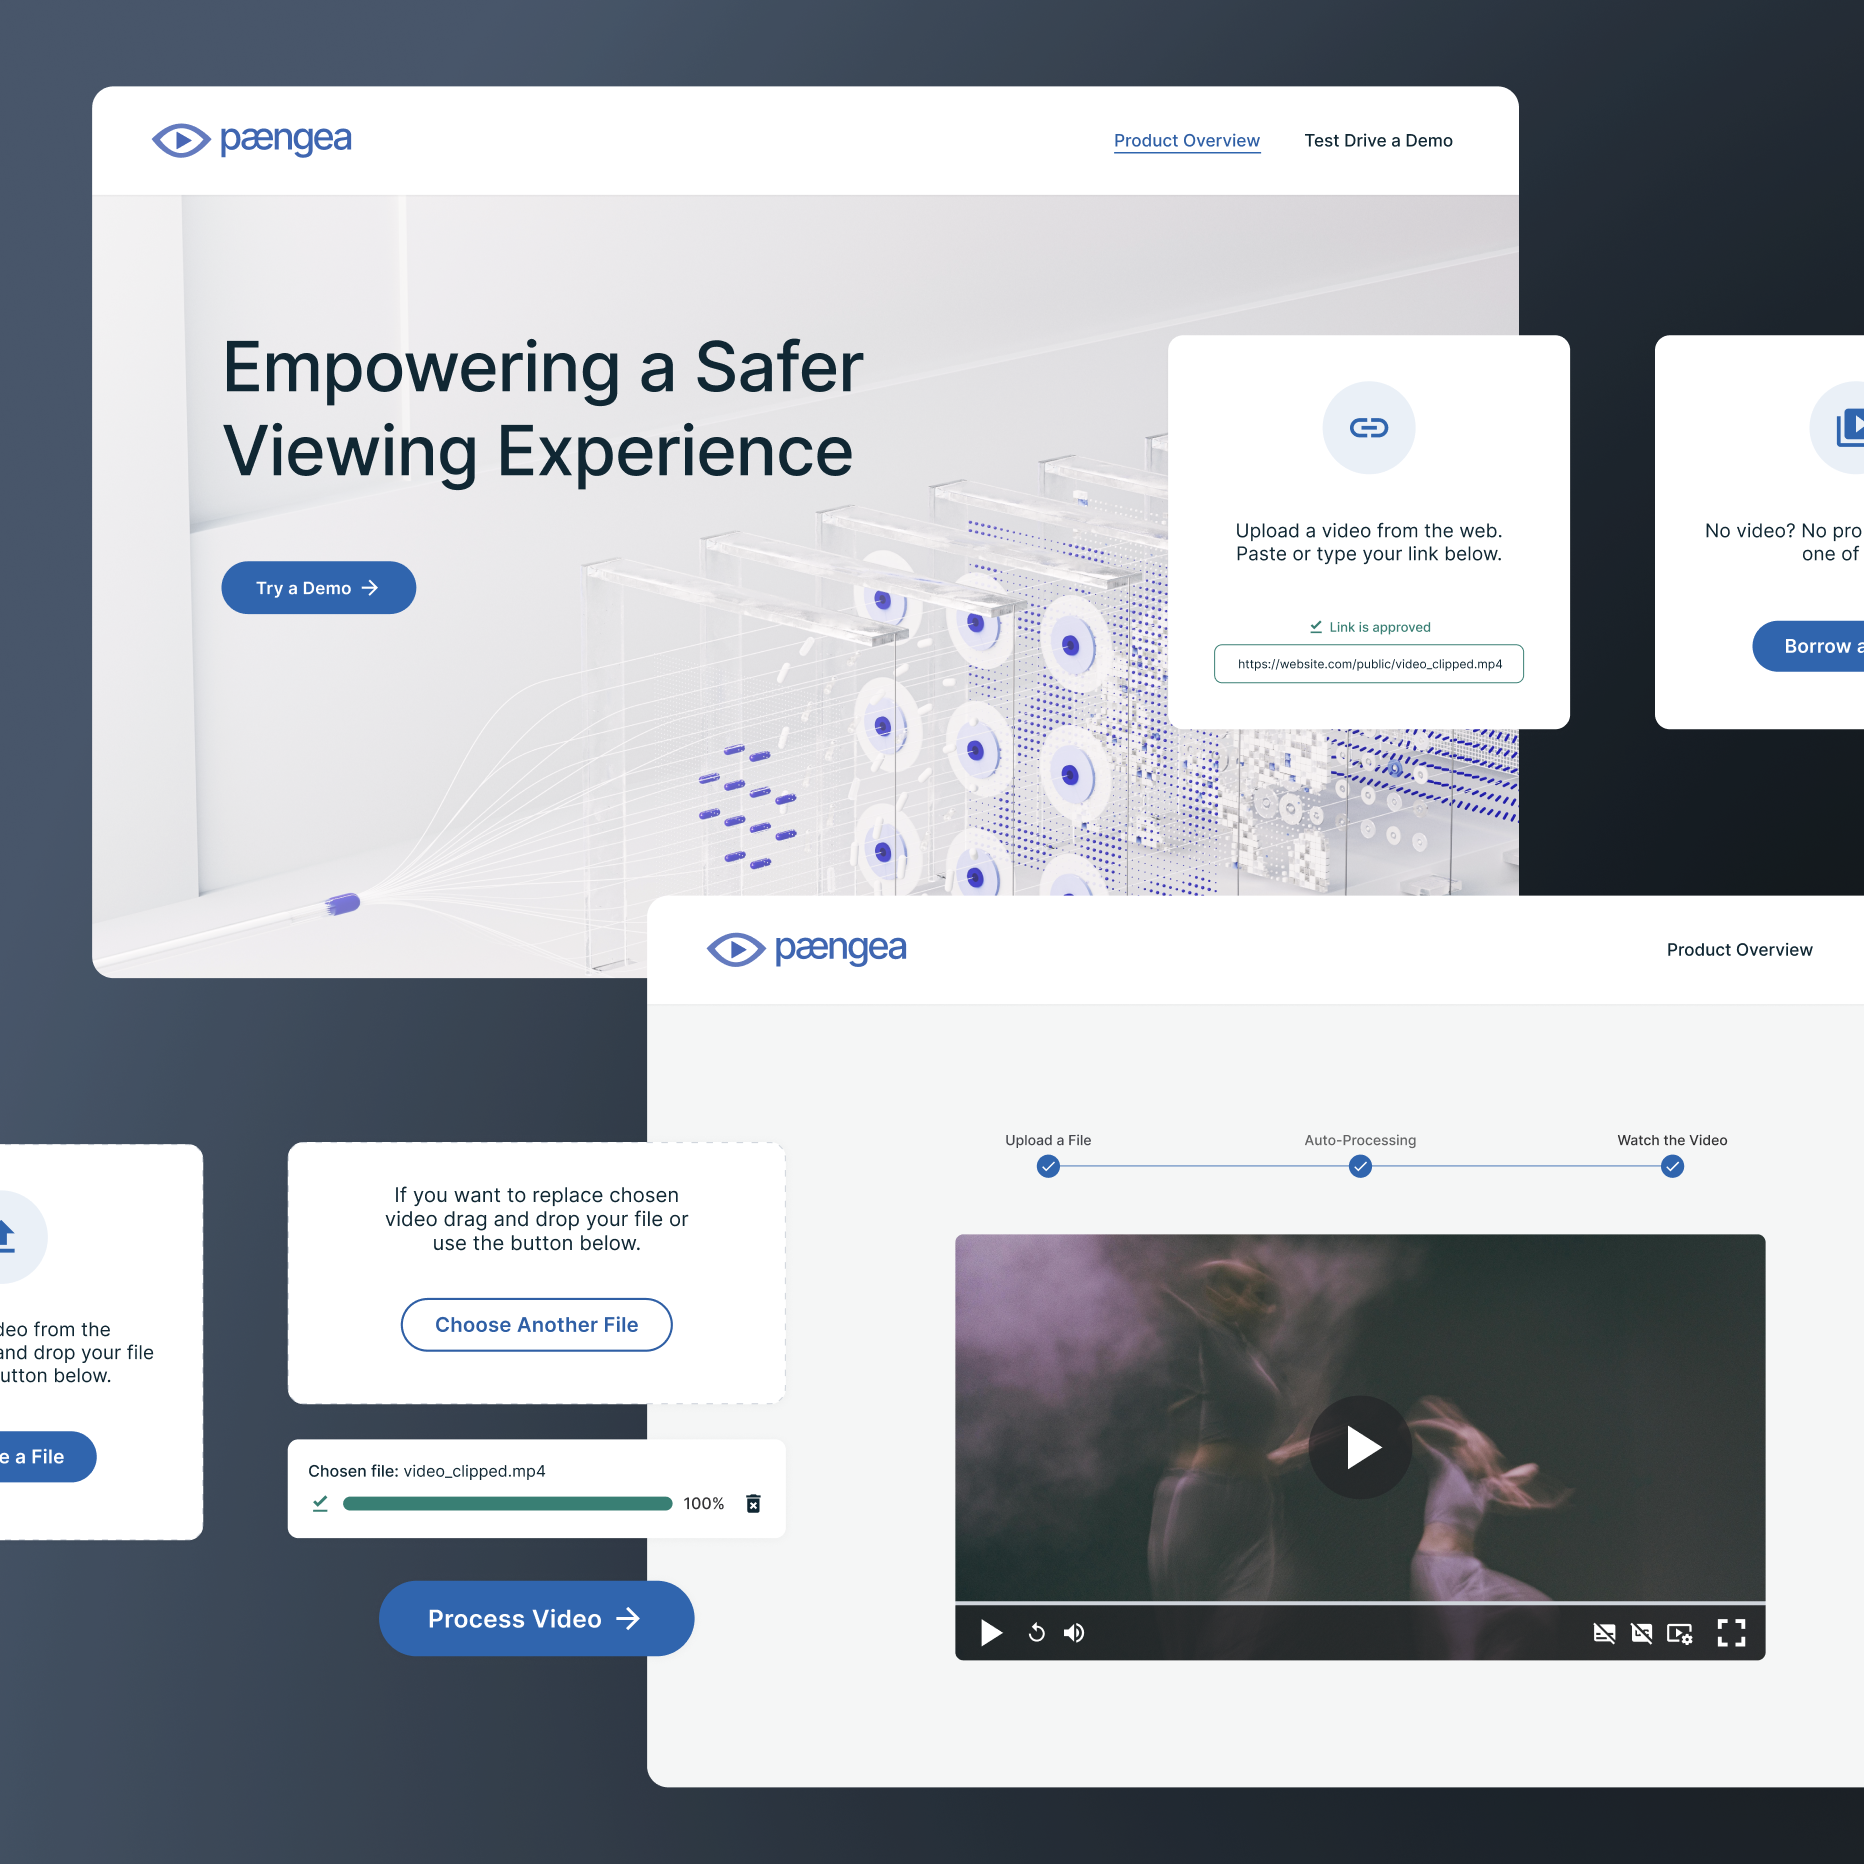 pængea
Product Overview
Test Drive a Demo
Empowering a Safer
Viewing Experience
Try a Demo
Upload a video from the web.
Paste or type your link below.
Link is approved
https://website.com/public/video_clipped.mp4
No video? No pro
one of
Borrow a
pængea
Product Overview
Upload a File
Auto-Processing
Watch the Video
deo from the
and drop your file
utton below.
e a File
If you want to replace chosen
video drag and drop your file or
use the button below.
Choose Another File
Chosen file: video_clipped.mp4
100%
Process Video